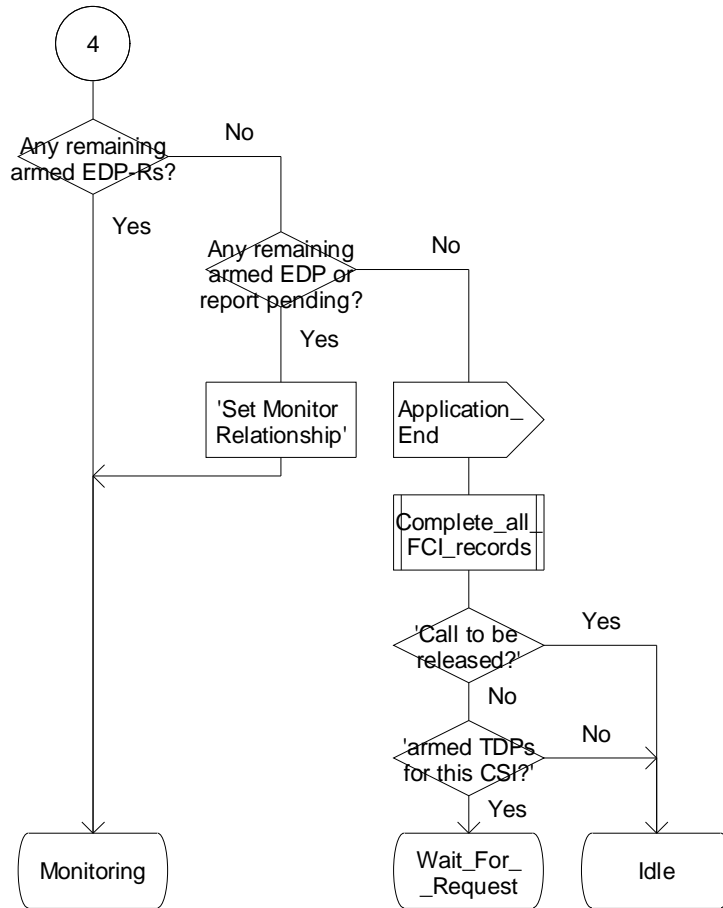 4
Any remaining
armed EDP-Rs?
No
Yes
Any remaining
armed EDP or
report pending?
No
Yes
'Set Monitor
Relationship'
Application_
End
Complete_all_
FCI_records
'Call to be
released?'
Yes
No
'armed TDPs
for this CSI?'
No
Yes
Monitoring
Wait_For_
_Request
Idle